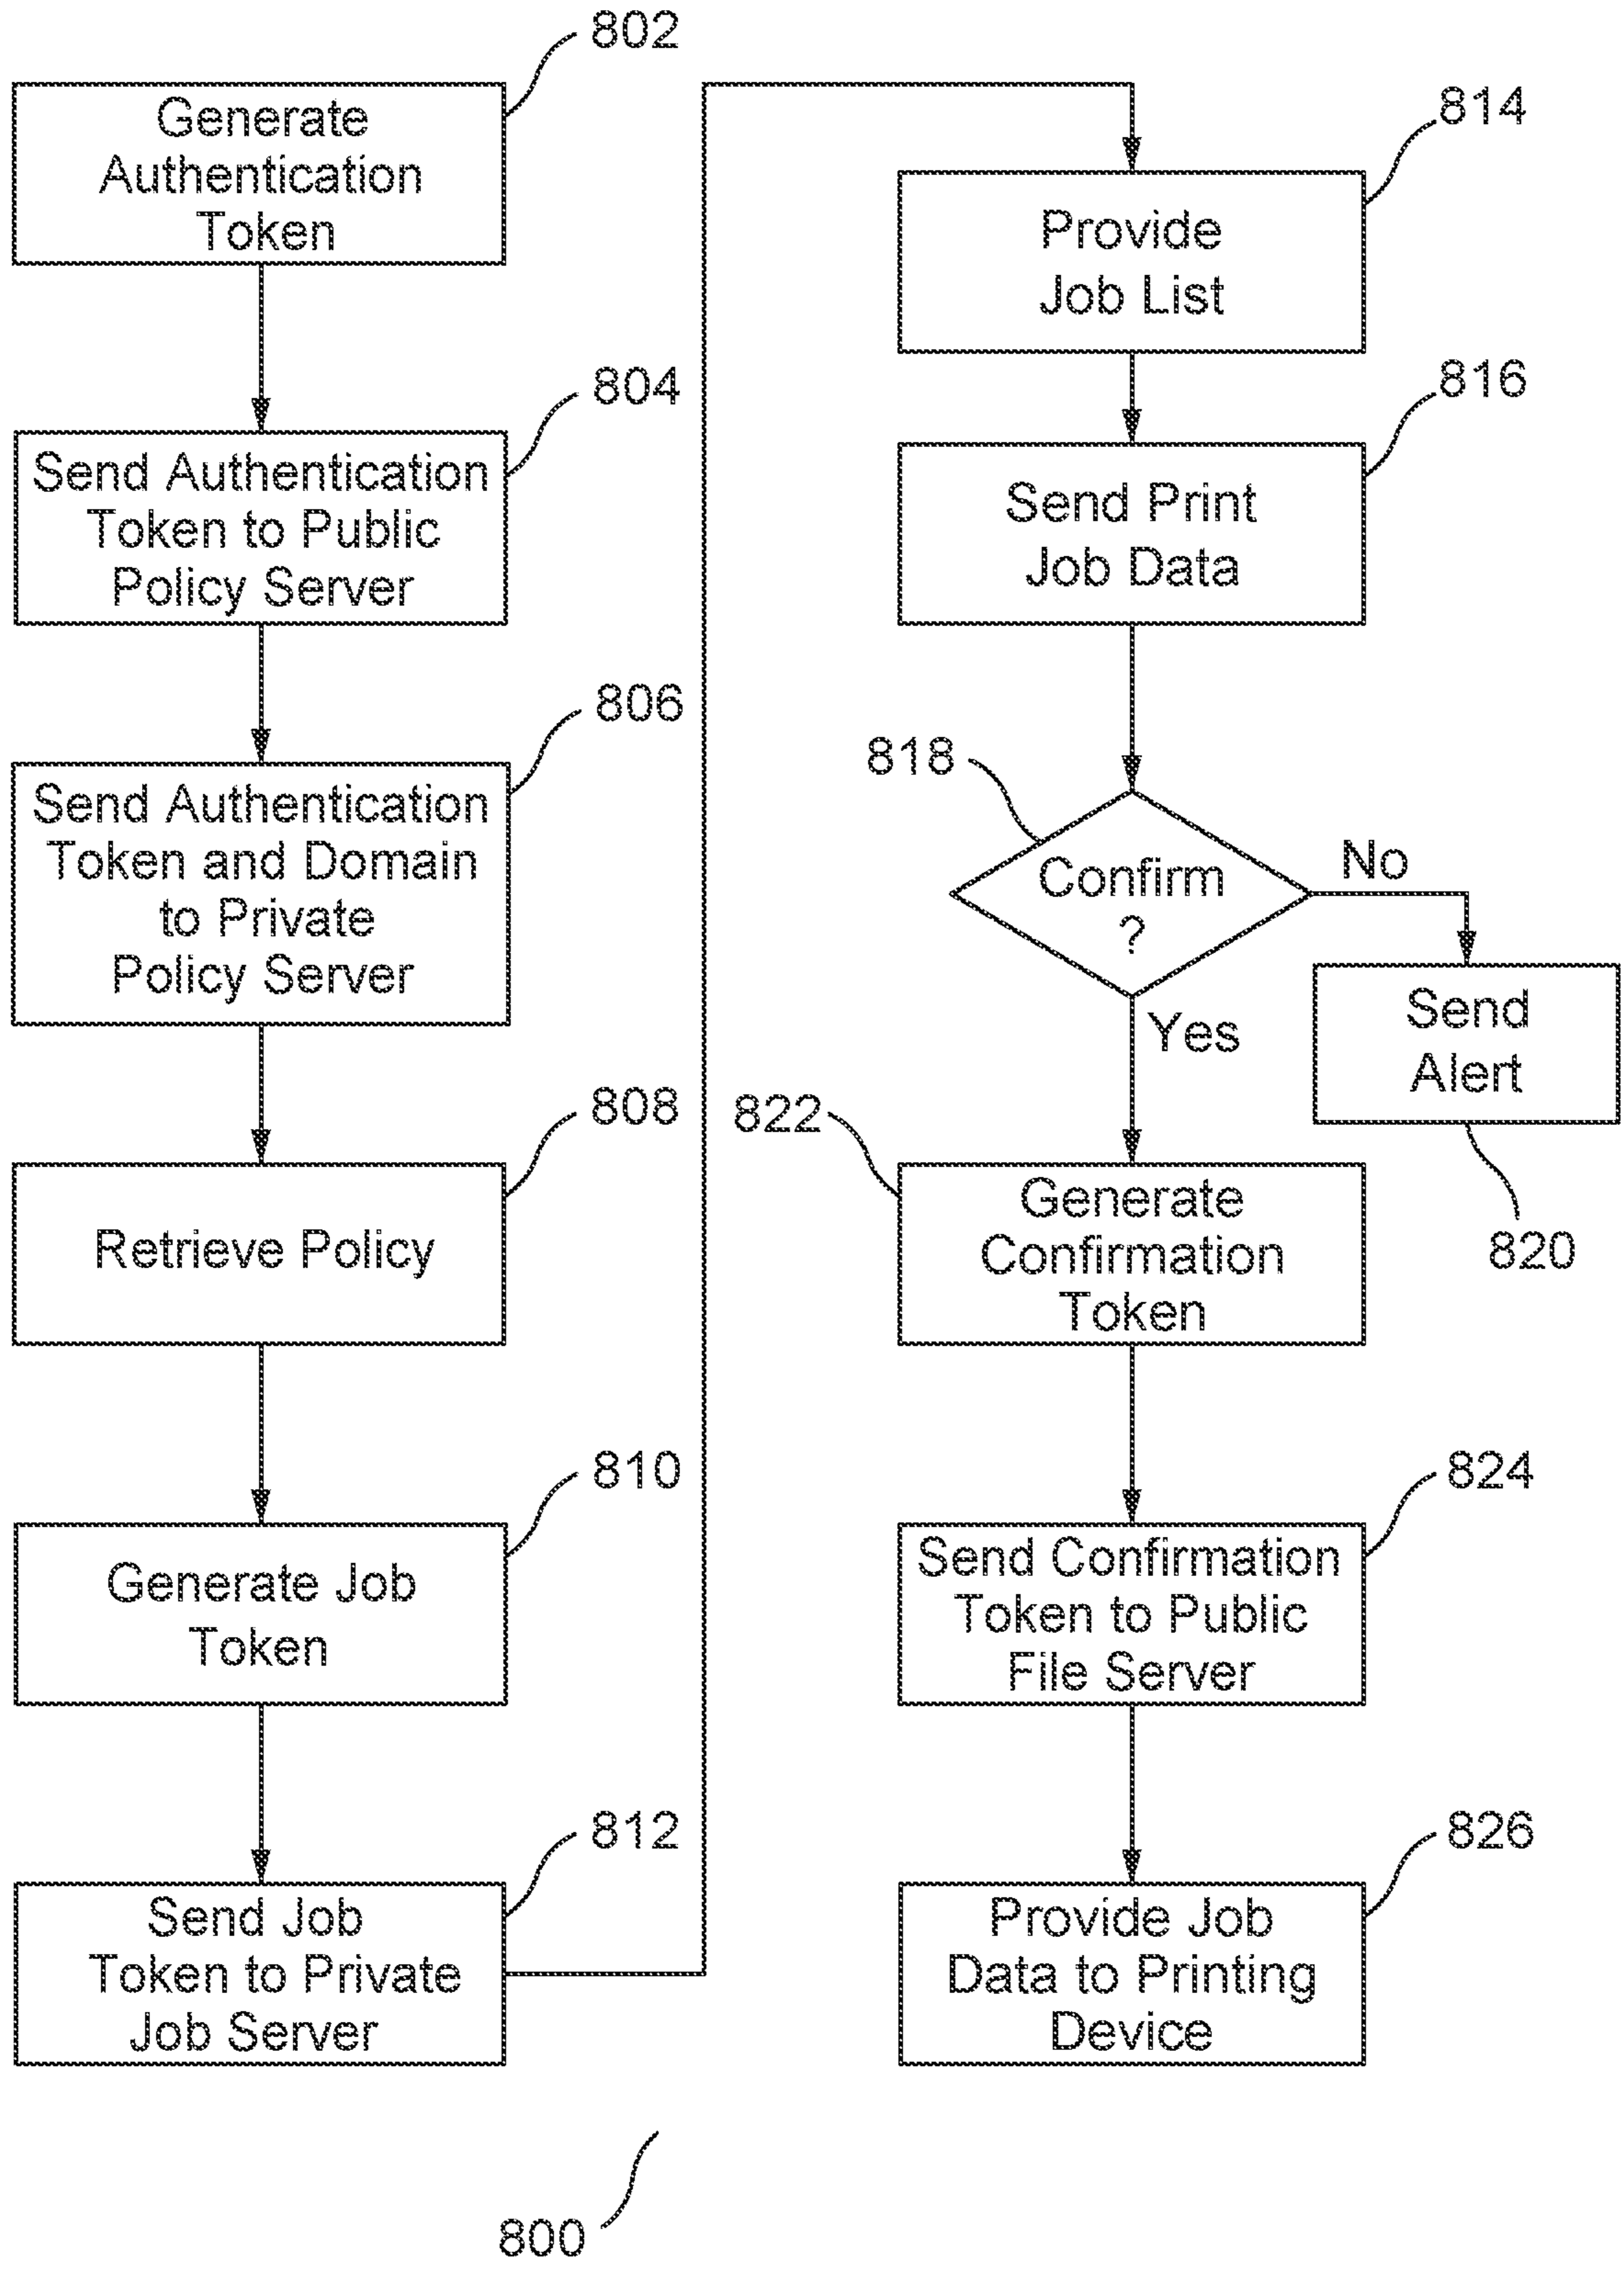 802
Generate
Authentication
Token
804
Send Authentication
Token to Public
Policy Server
806
Send Authentication
Token and Domain
to Private
Policy Server
808
Retrieve Policy
810
Generate Job
Token
812
Send Job
Token to Private
Job Server
814
Provide
Job List
816
Send Print
Job Data
818
Confirm
?
No
Yes
Send
Alert
820
822
Generate
Confirmation
Token
824
Send Confirmation
Token to Public
File Server
826
Provide Job
Data to Printing
Device
800